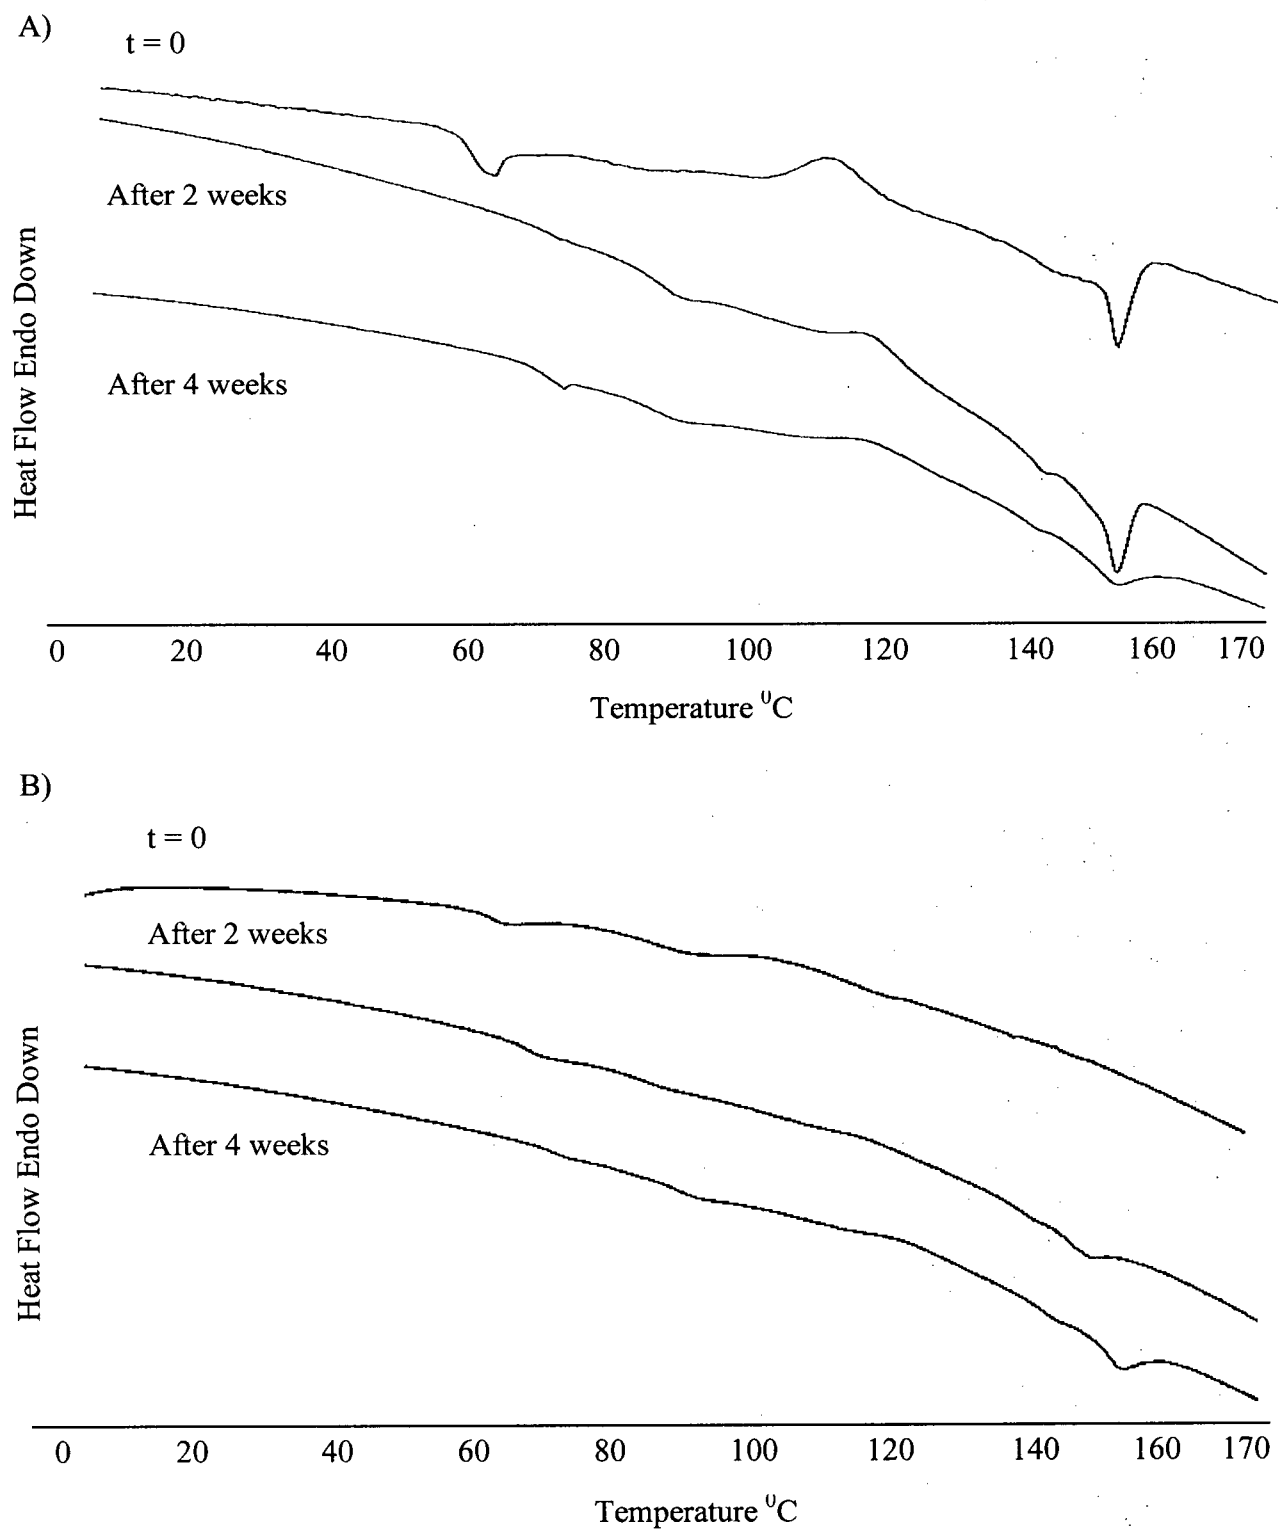 A)
t = 0
After 2 weeks
After 4 weeks
Heat Flow Endo Down
0 20 40 60 80 100 120 140 160 170
Temperature ⁰C
B)
t = 0
After 2 weeks
After 4 weeks
Heat Flow Endo Down
0 20 40 60 80 100 120 140 160 170
Temperature ⁰C